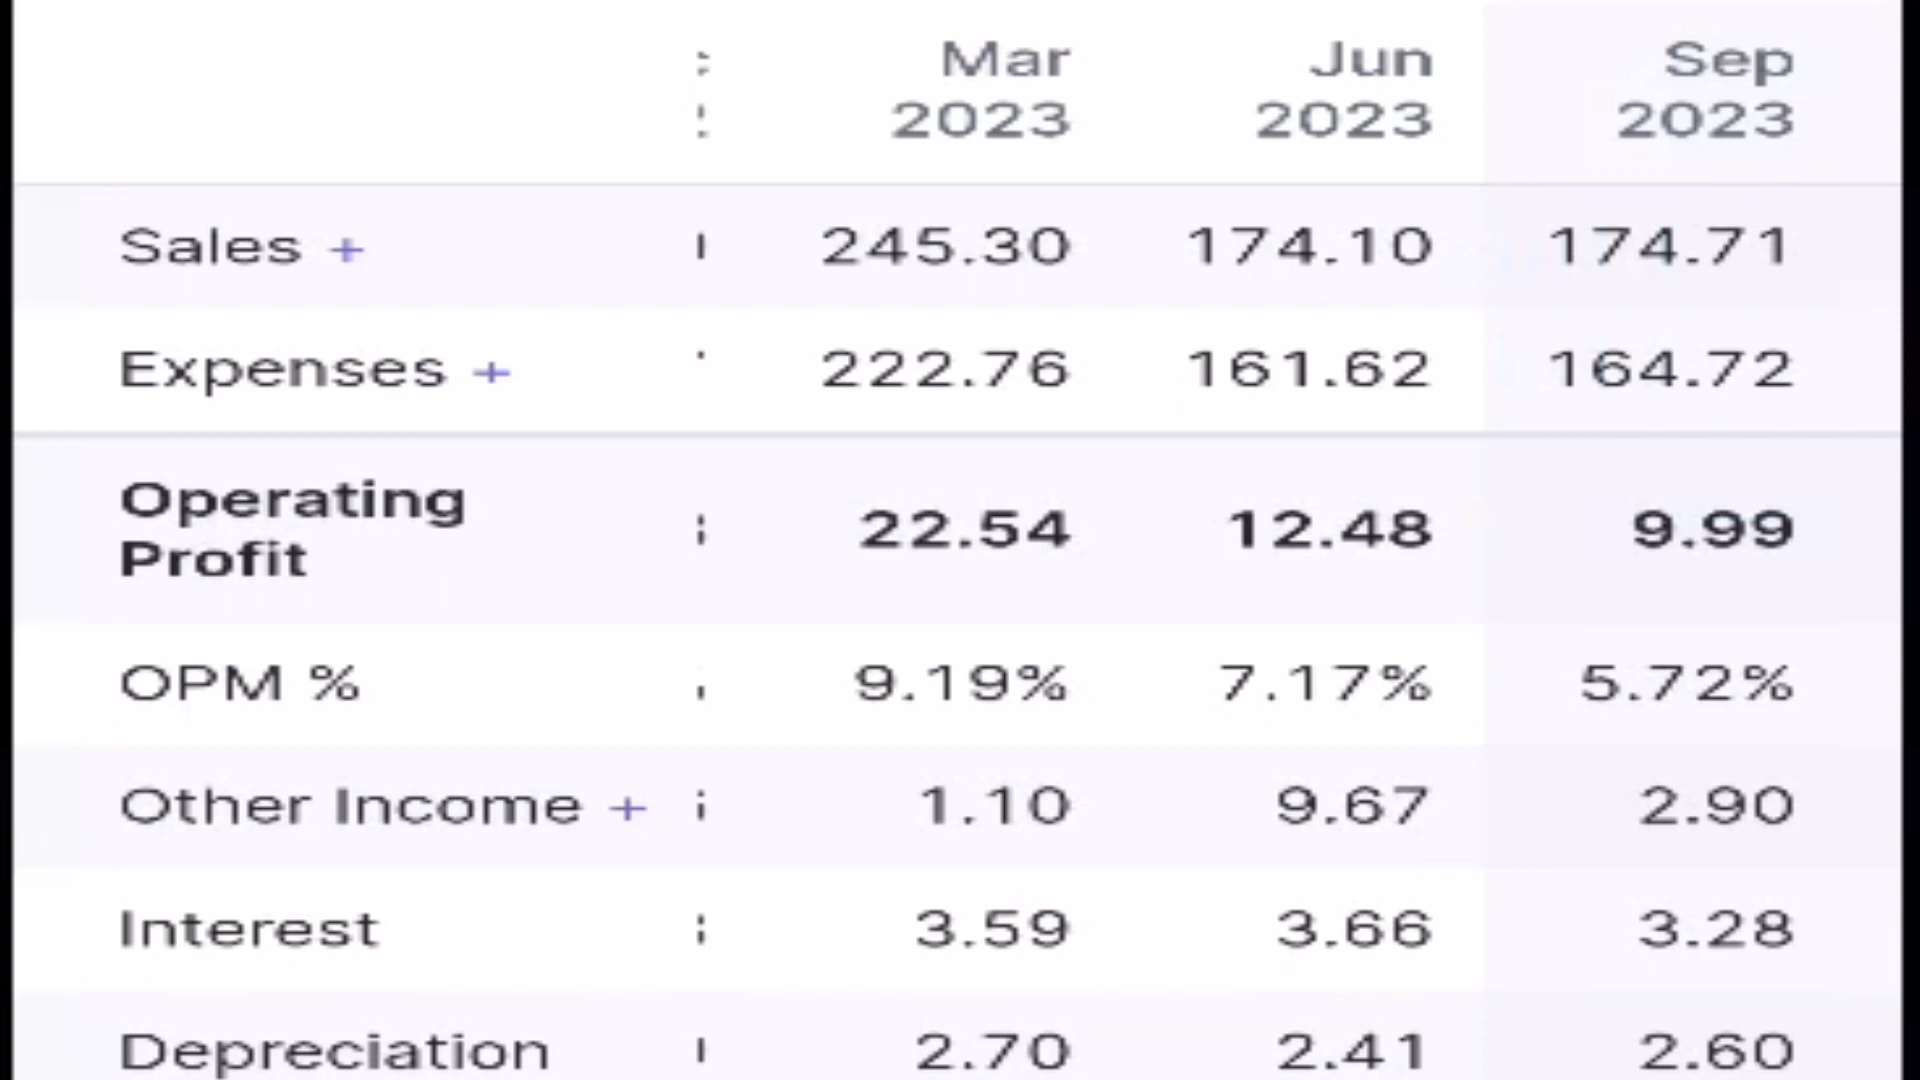 Mar Jun Sep
2023 2023 2023
Sales + 245.30 174.10 174.71
Expenses + 222.76 161.62 164.72
Operating
Profit 22.54 12.48 9.99
OPM % 9.19% 7.17% 5.72%
Other Income + 1.10 9.67 2.90
Interest 3.59 3.66 3.28
Depreciation 2.70 2.41 2.60